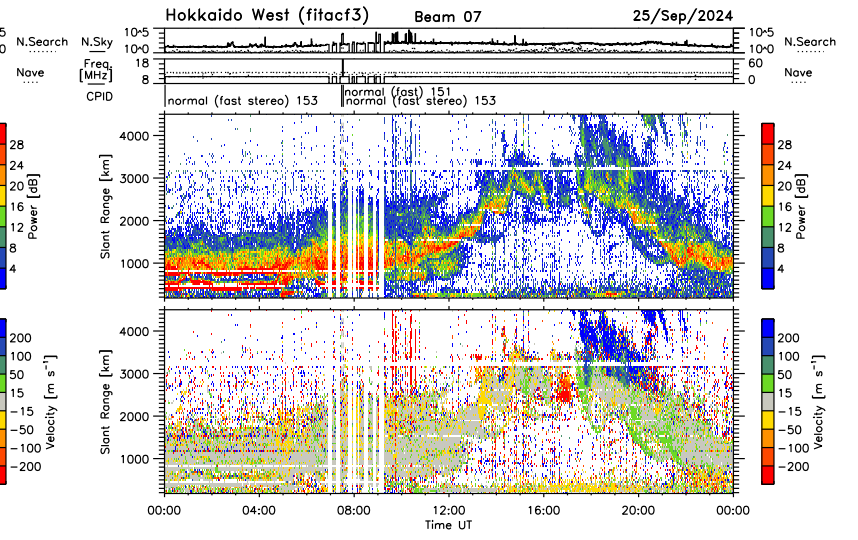 Hokkaido West (fitacf3) Beam 07 25/Sep/2024
5 N.Search N.Sky 10^5 10^5 N.Search
0 10^0 10^0
Nave Freq. [MHz] 18 60 Nave
8 0
CPID normal (fast) 151
normal (fast stereo) 153 normal (fast stereo) 153
Slant Range [km] 4000 3000 2000 1000
28 24 20 16 12 8 4 Power [dB]
28 24 20 16 12 8 4 Power [dB]
Slant Range [km] 4000 3000 2000 1000
200 100 50 15 -15 -50 -100 -200 Velocity [m s-1]
200 100 50 15 -15 -50 -100 -200 Velocity [m s-1]
00:00 04:00 08:00 12:00 16:00 20:00 00:00
Time UT